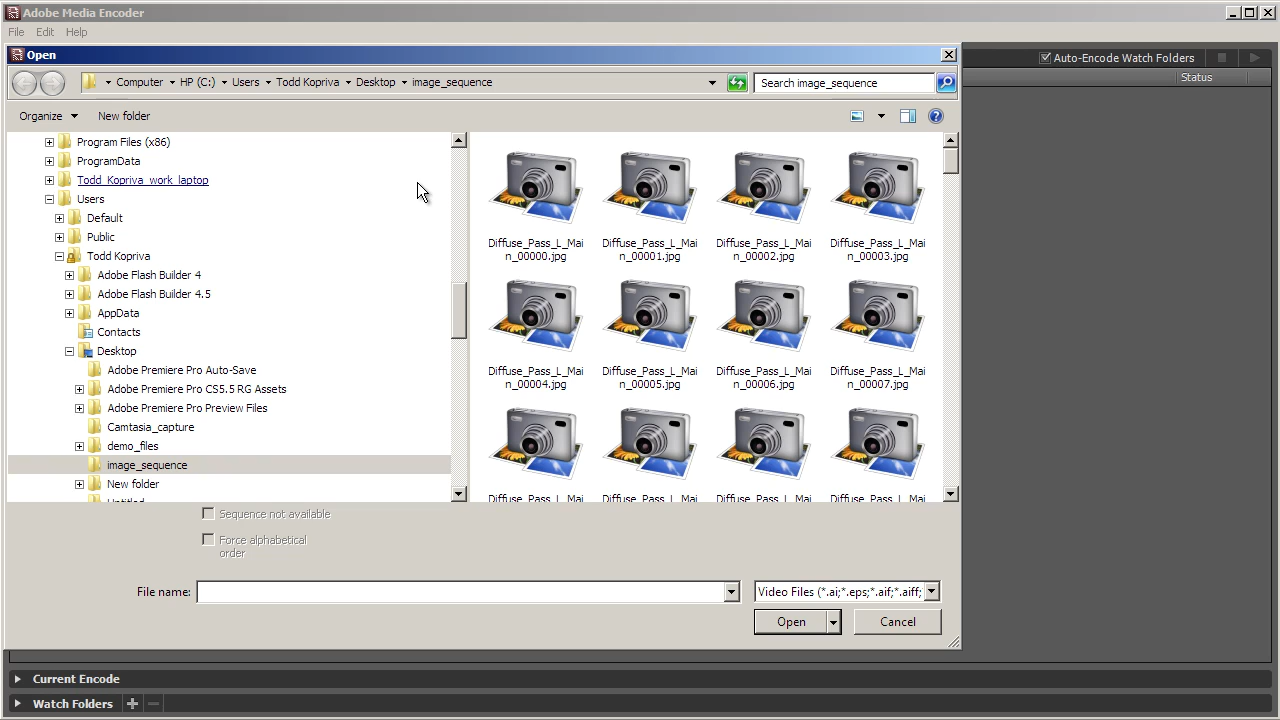 Adobe Media Encoder
File Edit Help
Open
Auto-Encode Watch Folders
Computer HP (C:) Users Todd Kopriva Desktop image_sequence
Search image_sequence
Status
Organize New folder
Program Files (x86)
ProgramData
Todd_Kopriva_work_laptop
Users
Default
Public
Todd Kopriva
Adobe Flash Builder 4
Adobe Flash Builder 4.5
AppData
Contacts
Desktop
Adobe Premiere Pro Auto-Save
Adobe Premiere Pro CS5.5 RG Assets
Adobe Premiere Pro Preview Files
Camtasia_capture
demo_files
image_sequence
New folder
Untitled
Diffuse_Pass_L_Mai
n_00000.jpg
Diffuse_Pass_L_Mai
n_00001.jpg
Diffuse_Pass_L_Mai
n_00002.jpg
Diffuse_Pass_L_Mai
n_00003.jpg
Diffuse_Pass_L_Mai
n_00004.jpg
Diffuse_Pass_L_Mai
n_00005.jpg
Diffuse_Pass_L_Mai
n_00006.jpg
Diffuse_Pass_L_Mai
n_00007.jpg
Diffuse_Pass_L_Mai
Diffuse_Pass_L_Mai
Diffuse_Pass_L_Mai
Diffuse_Pass_L_Mai
Sequence not available
Force alphabetical
order
File name:
Video Files (*.ai;*.eps;*.aif;*.aiff;
Open Cancel
Current Encode
Watch Folders